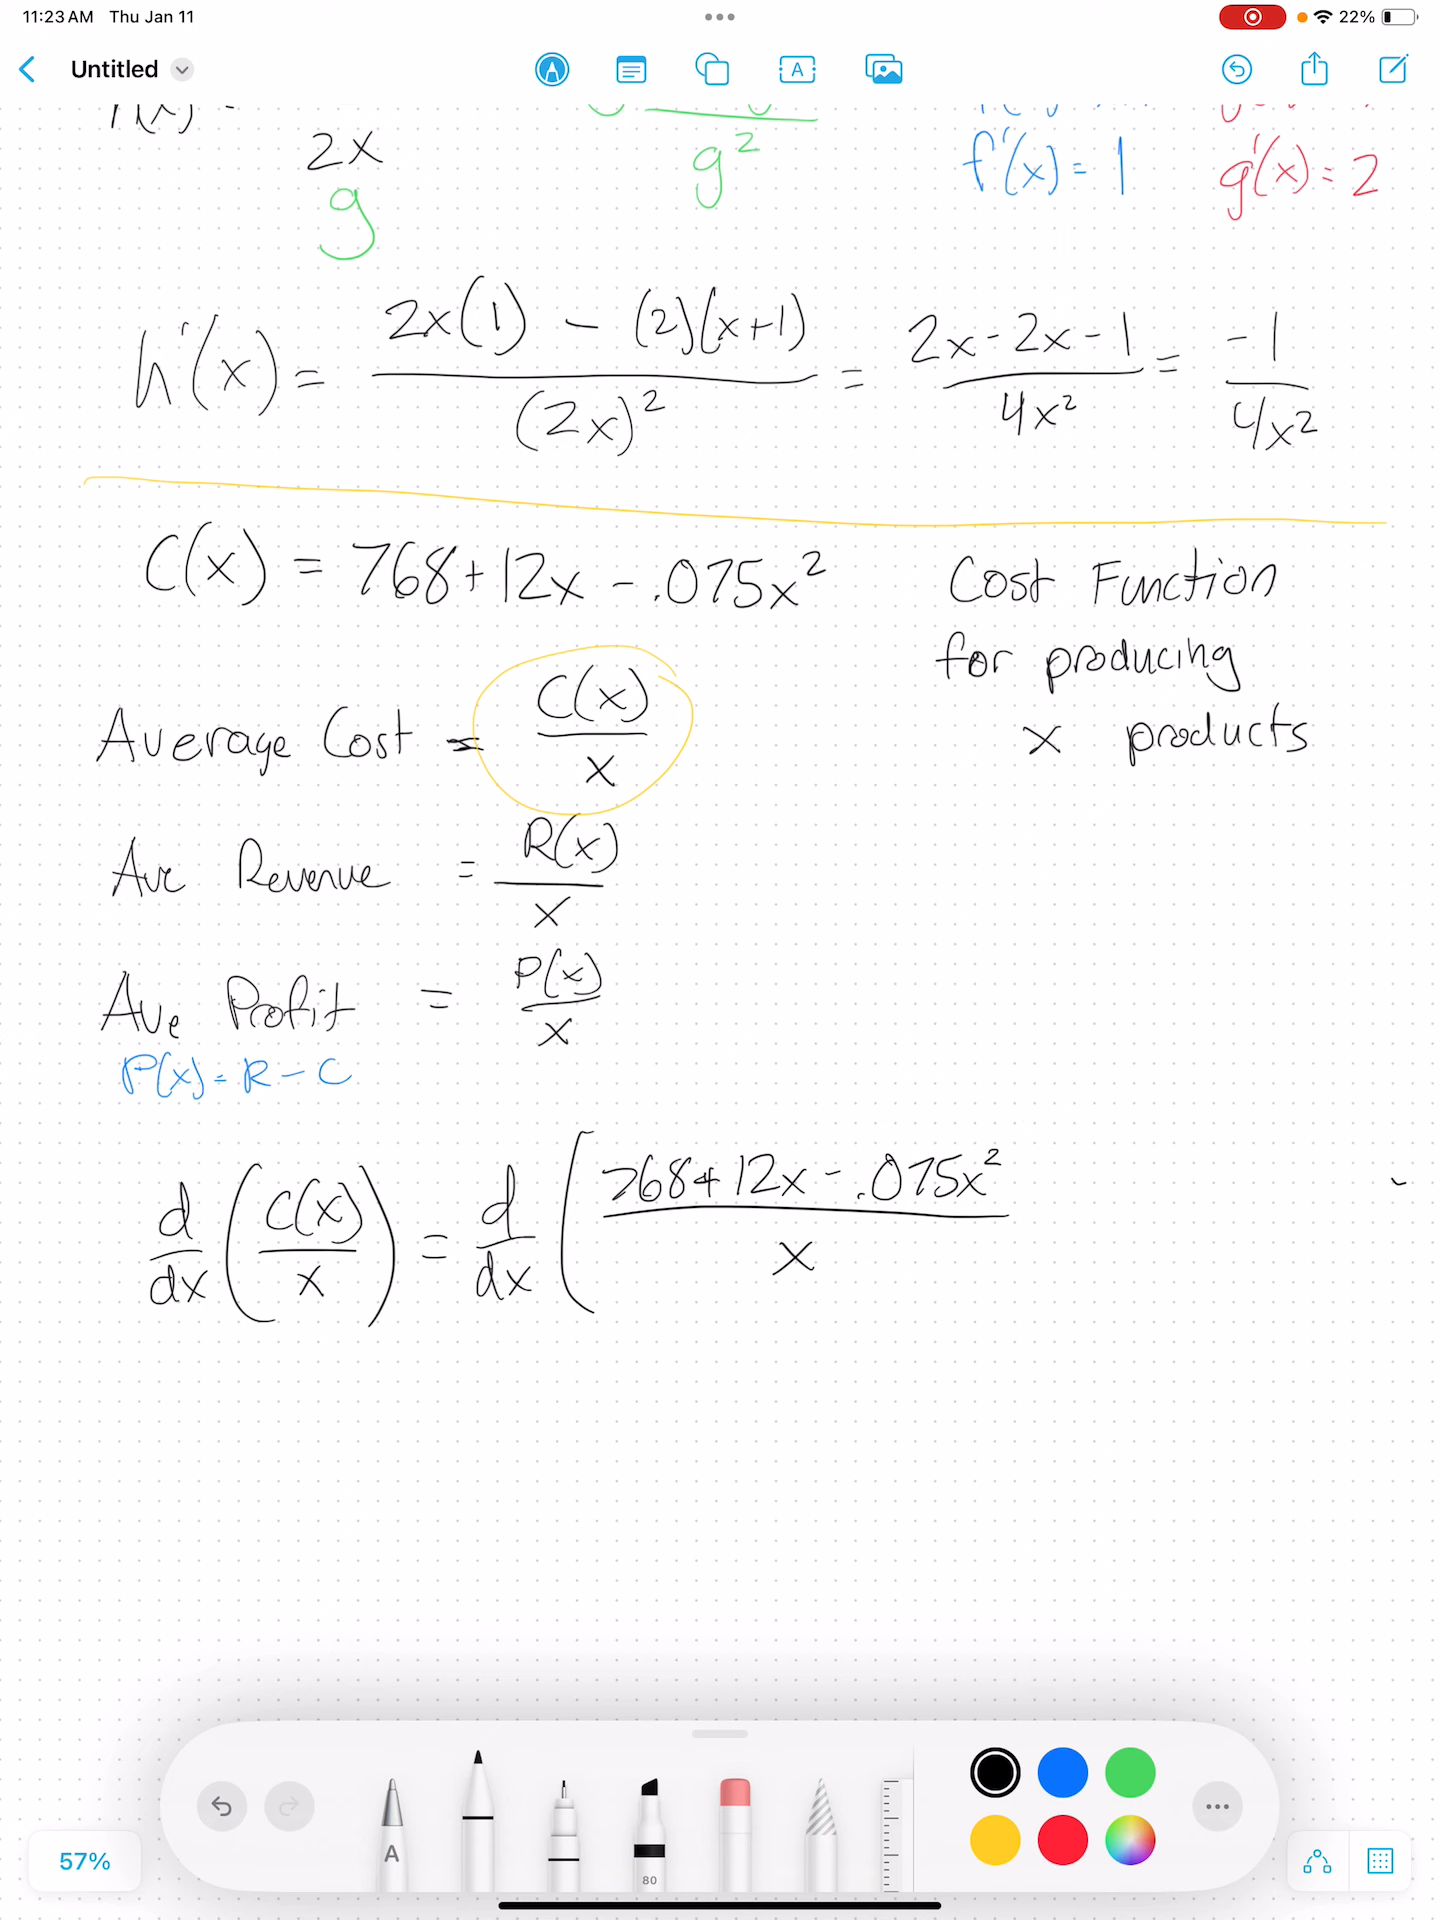 11:23 AM Thu Jan 11
22%
Untitled
2x
g
g²
f'(x) = 1
g'(x) = 2
h'(x) = (2x(1) - (2)(x+1))/(2x)² = (2x - 2x - 1)/4x² = -1/4x²
C(x) = 768 + 12x - .075x²
Cost Function
for producing
x products
Average Cost = C(x)/x
Ave Revenue = R(x)/x
Ave Profit = P(x)/x
P(x) = R - C
d/dx (C(x)/x) = d/dx ((768 + 12x - .075x²)/x
A
80
57%